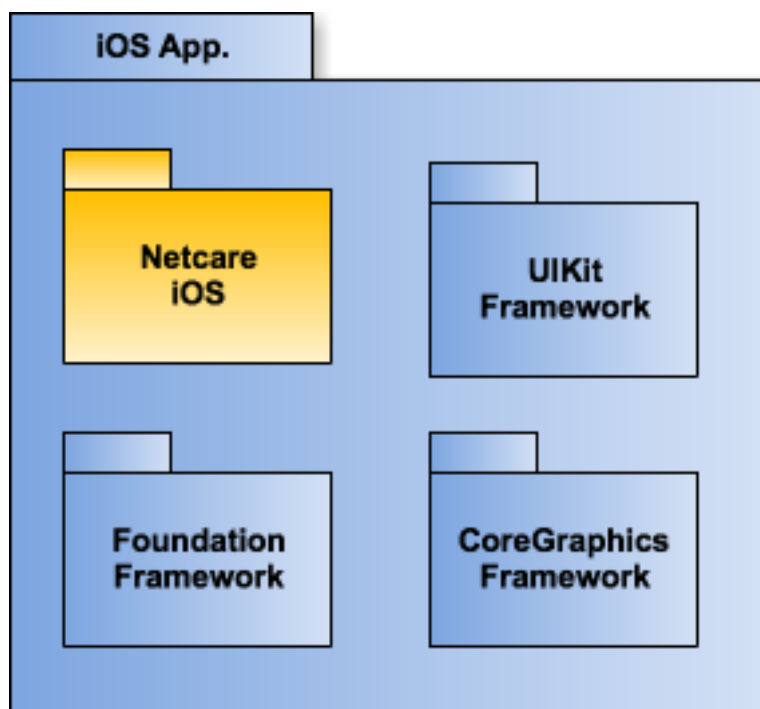 iOS App.
Netcare
iOS
UIKit
Framework
Foundation
Framework
CoreGraphics
Framework